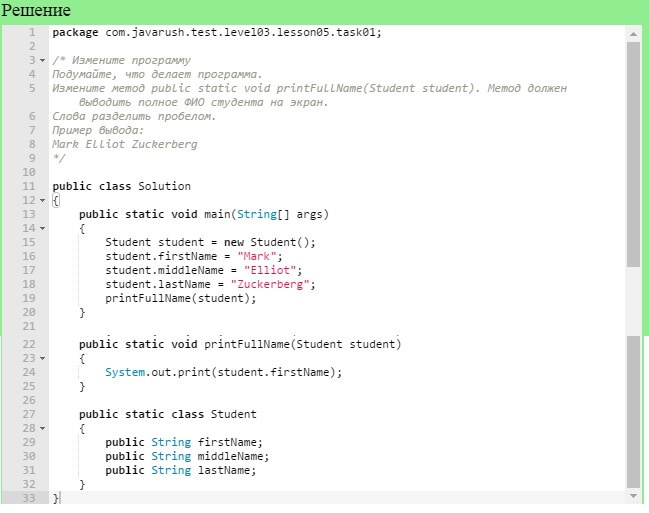 Решение
1 package com.javarush.test.level03.lesson05.task01;
2
3 /* Измените программу
4 Подумайте, что делает программа.
5 Измените метод public static void printFullName(Student student). Метод должен
выводить полное ФИО студента на экран.
6 Слова разделить пробелом.
7 Пример вывода:
8 Mark Elliot Zuckerberg
9 */
10
11 public class Solution
12 {
13 public static void main(String[] args)
14 {
15 Student student = new Student();
16 student.firstName = "Mark";
17 student.middleName = "Elliot";
18 student.lastName = "Zuckerberg";
19 printFullName(student);
20 }
21
22 public static void printFullName(Student student)
23 {
24 System.out.print(student.firstName);
25 }
26
27 public static class Student
28 {
29 public String firstName;
30 public String middleName;
31 public String lastName;
32 }
33 }